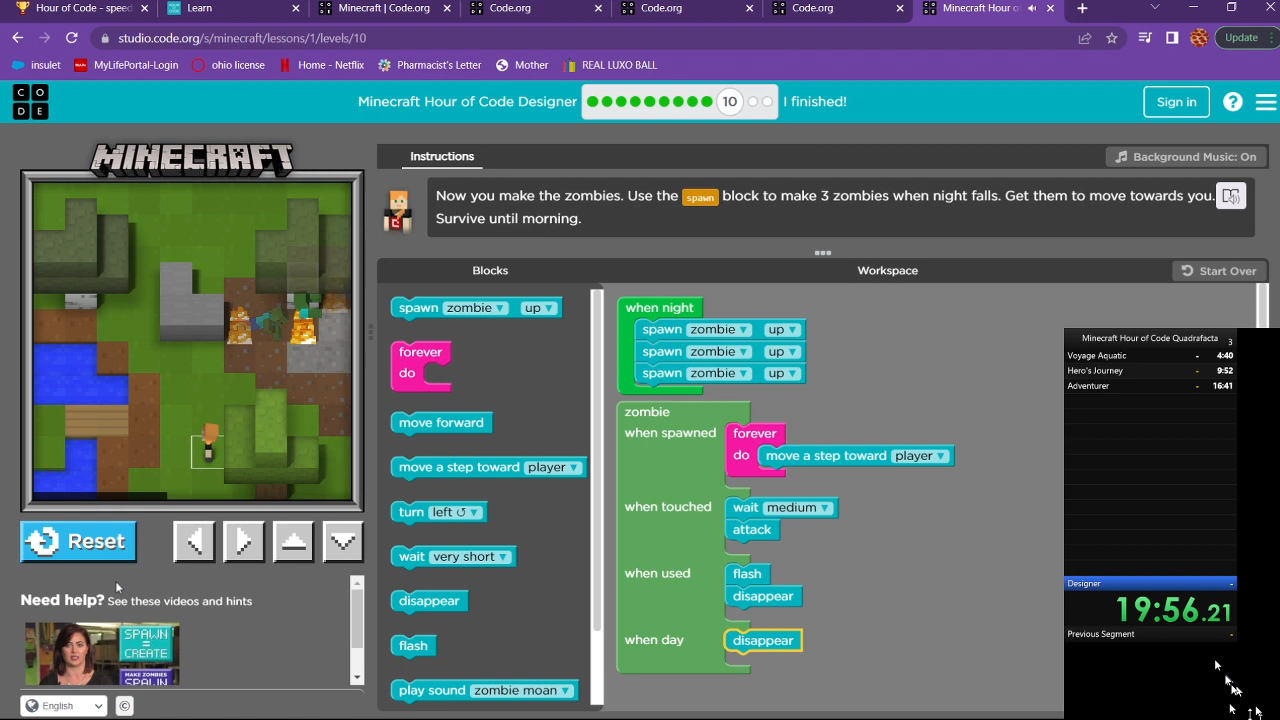 Hour of Code - speed
Learn
Minecraft | Code.org
Code.org
Code.org
Code.org
Minecraft Hour of
studio.code.org/s/minecraft/lessons/1/levels/10
Update
insulet
MyLifePortal-Login
ohio license
Home - Netflix
Pharmacist's Letter
Mother
REAL LUXO BALL
C O
D E
Minecraft Hour of Code Designer
10
I finished!
Sign in
?
MINECRAFT
Instructions
Background Music: On
Now you make the zombies. Use the spawn block to make 3 zombies when night falls. Get them to move towards you.
Survive until morning.
Blocks
Workspace
Start Over
spawn zombie up
forever
do
move forward
move a step toward player
turn left
wait very short
disappear
flash
play sound zombie moan
when night
spawn zombie up
spawn zombie up
spawn zombie up
zombie
when spawned
forever
do
move a step toward player
when touched
wait medium
attack
when used
flash
disappear
when day
disappear
Reset
Need help? See these videos and hints
SPAWN
=
CREATE
MAKE ZOMBIES
SPAWN
English
©
Minecraft Hour of Code Quadrafacta
3
Voyage Aquatic - 4:40
Hero's Journey - 9:52
Adventurer - 16:41
Designer -
19:56.21
Previous Segment -